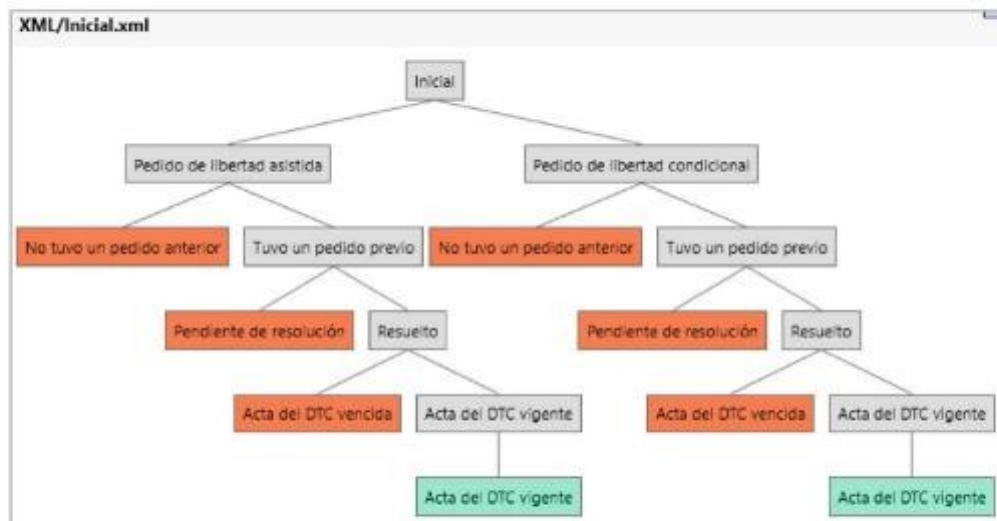 XML/Inicial.xml
Inicial
Pedido de libertad asistida
Pedido de libertad condicional
No tuvo un pedido anterior
Tuvo un pedido previo
No tuvo un pedido anterior
Tuvo un pedido previo
Pendiente de resolución
Resuelto
Pendiente de resolución
Resuelto
Acta del DTC vencida
Acta del DTC vigente
Acta del DTC vencida
Acta del DTC vigente
Acta del DTC vigente
Acta del DTC vigente